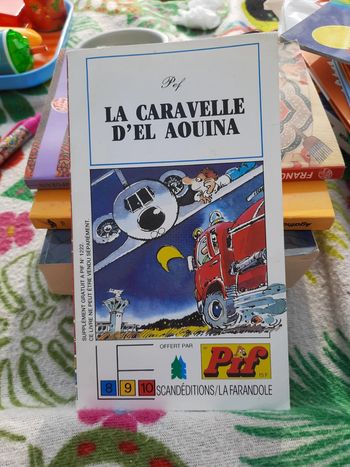 Pef
LA CARAVELLE
D'EL AOUINA
SUPPLÉMENT GRATUIT A PIF N° 1222.
CE LIVRE NE PEUT ÊTRE VENDU SÉPARÉMENT.
OFFERT PAR
Pif
8 9 10
SCANDÉDITIONS/LA FARANDOLE